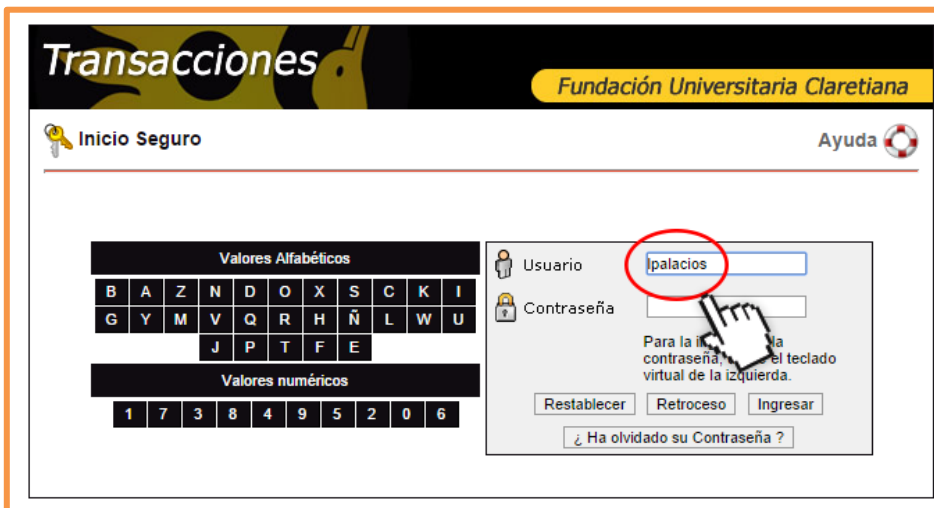 Transacciones
Fundación Universitaria Claretiana
Inicio Seguro
Ayuda
Valores Alfabéticos
B A Z N D O X S C K I
G Y M V Q R H Ñ L W U
J P T F E
Valores numéricos
1 7 3 8 4 9 5 2 0 6
Usuario
lpalacios
Contraseña
Para la la
contraseña, el teclado
virtual de la izquierda.
Restablecer Retroceso Ingresar
¿ Ha olvidado su Contraseña ?